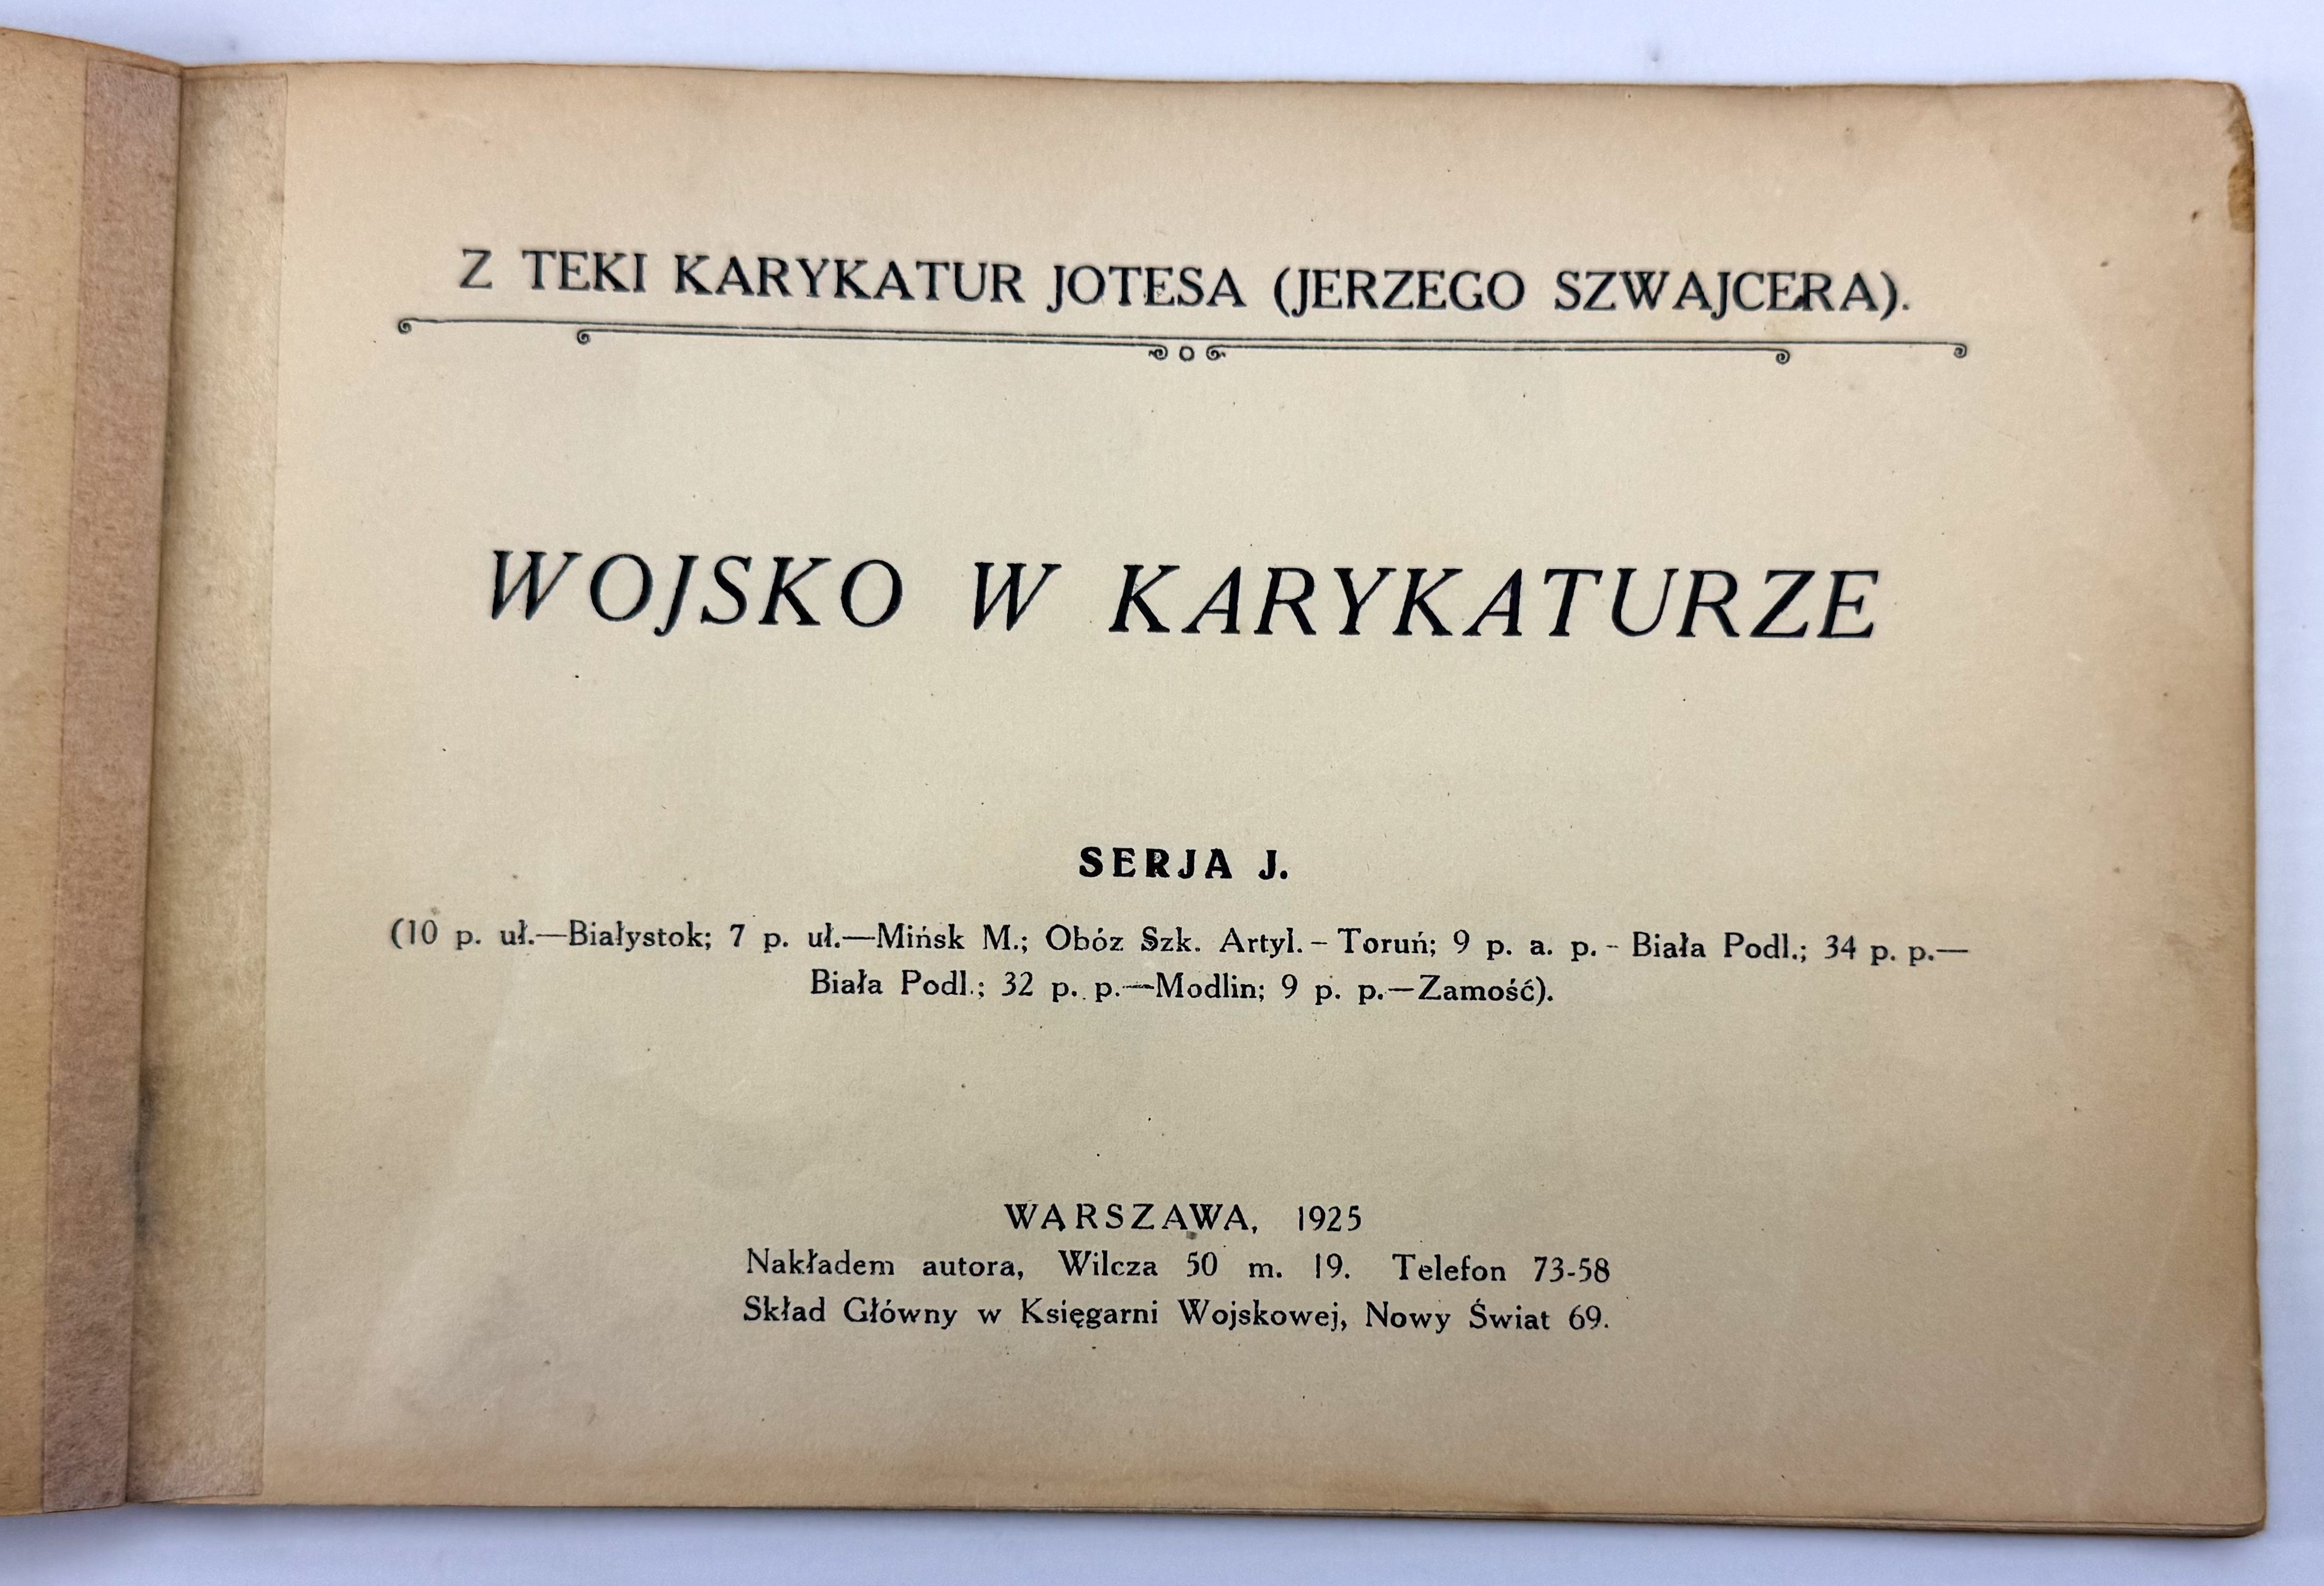 Z TEKI KARYKATUR JOTESA (JERZEGO SZWAJCERA).
WOJSKO W KARYKATURZE
SERJA J.
(10 p. uł.—Białystok; 7 p. uł.—Mińsk M.; Obóz Szk. Artyl.–Toruń; 9 p. a. p.-Biała Podl.; 34 p. p.—
Biała Podl.; 32 p. p.—Modlin; 9 p. p.—Zamość).
WARSZAWA, 1925
Nakładem autora, Wilcza 50 m. 19. Telefon 73-58
Skład Główny w Księgarni Wojskowej, Nowy Świat 69.